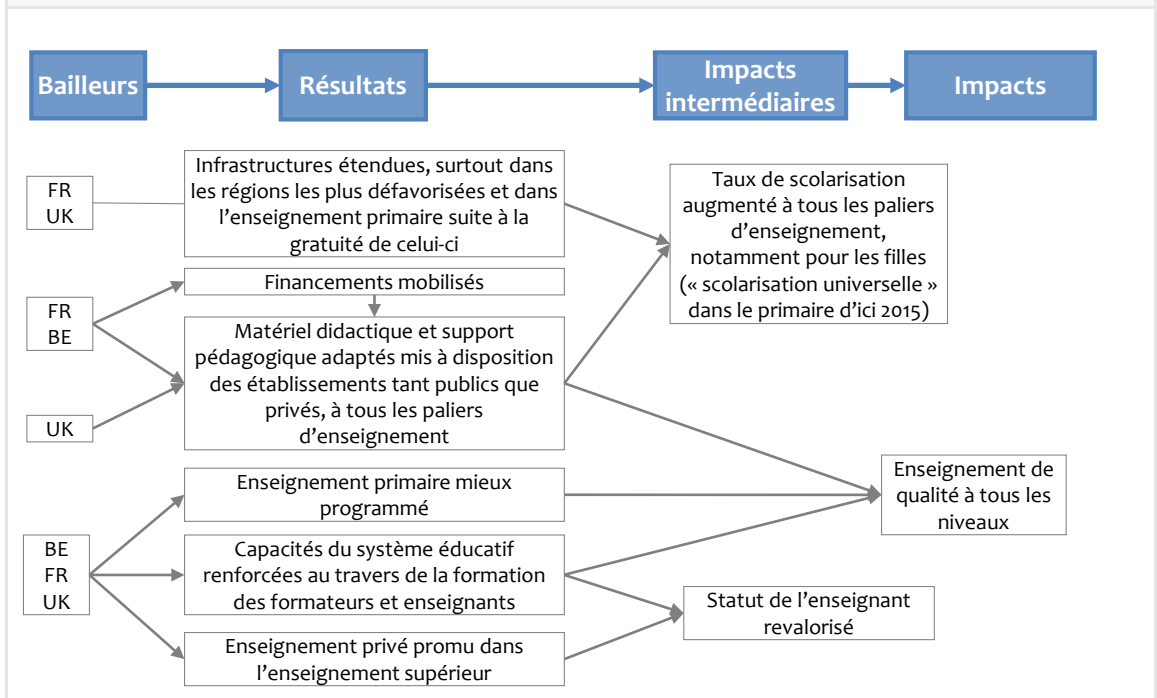 Bailleurs
Résultats
Impacts
intermédiaires
Impacts
FR
UK
Infrastructures étendues, surtout dans
les régions les plus défavorisées et dans
l'enseignement primaire suite à la
gratuité de celui-ci
Taux de scolarisation
augmenté à tous les paliers
d'enseignement,
notamment pour les filles
(« scolarisation universelle »
dans le primaire d'ici 2015)
FR
BE
Financements mobilisés
Matériel didactique et support
pédagogique adaptés mis à disposition
des établissements tant publics que
privés, à tous les paliers
d'enseignement
UK
Enseignement primaire mieux
programmé
Enseignement de
qualité à tous les
niveaux
BE
FR
UK
Capacités du système éducatif
renforcées au travers de la formation
des formateurs et enseignants
Statut de l'enseignant
revalorisé
Enseignement privé promu dans
l'enseignement supérieur